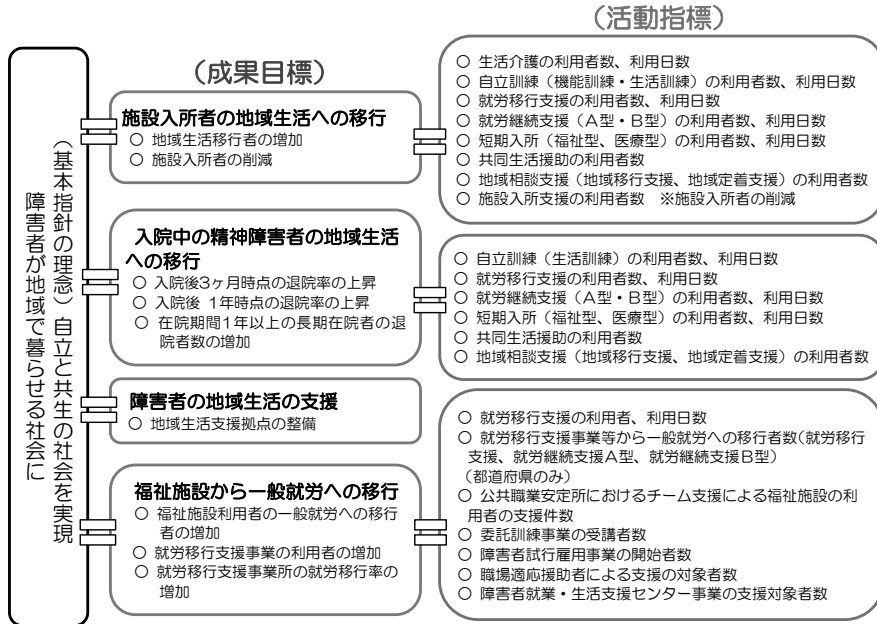 （活動指標）
（成果目標）
（基本指針の理念）自立と共生の社会を実現
障害者が地域で暮らせる社会に
施設入所者の地域生活への移行
○ 地域生活移行者の増加
○ 施設入所者の削減
○ 生活介護の利用者数、利用日数
○ 自立訓練（機能訓練・生活訓練）の利用者数、利用日数
○ 就労移行支援の利用者数、利用日数
○ 就労継続支援（Ａ型・Ｂ型）の利用者数、利用日数
○ 短期入所（福祉型、医療型）の利用者数、利用日数
○ 共同生活援助の利用者数
○ 地域相談支援（地域移行支援、地域定着支援）の利用者数
○ 施設入所支援の利用者数　※施設入所者の削減
入院中の精神障害者の地域生活
への移行
○ 入院後3ヶ月時点の退院率の上昇
○ 入院後 1年時点の退院率の上昇
○ 在院期間1年以上の長期在院者の退
院者数の増加
○ 自立訓練（生活訓練）の利用者数、利用日数
○ 就労移行支援の利用者数、利用日数
○ 就労継続支援（Ａ型・Ｂ型）の利用者数、利用日数
○ 短期入所（福祉型、医療型）の利用者数、利用日数
○ 共同生活援助の利用者数
○ 地域相談支援（地域移行支援、地域定着支援）の利用者数
障害者の地域生活の支援
○ 地域生活支援拠点の整備
福祉施設から一般就労への移行
○ 福祉施設利用者の一般就労への移行
者の増加
○ 就労移行支援事業の利用者の増加
○ 就労移行支援事業所の就労移行率の
増加
○ 就労移行支援の利用者、利用日数
○ 就労移行支援事業等から一般就労への移行者数(就労移行
支援、就労継続支援Ａ型、就労継続支援Ｂ型）
（都道府県のみ）
○ 公共職業安定所におけるチーム支援による福祉施設の利
用者の支援件数
○ 委託訓練事業の受講者数
○ 障害者試行雇用事業の開始者数
○ 職場適応援助者による支援の対象者数
○ 障害者就業・生活支援センター事業の支援対象者数